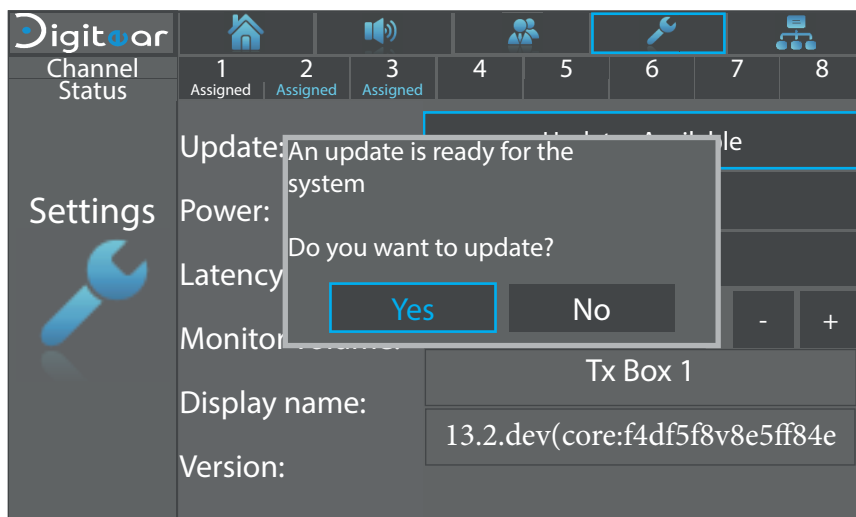 Digitear
Channel
Status
1 2 3 4 5 6 7 8
Assigned Assigned Assigned
Update:
le
An update is ready for the
system
Settings
Power:
Do you want to update?
Latency
Yes No
- +
Monitor
Tx Box 1
Display name:
13.2.dev(core:f4df5f8v8e5ff84e
Version: